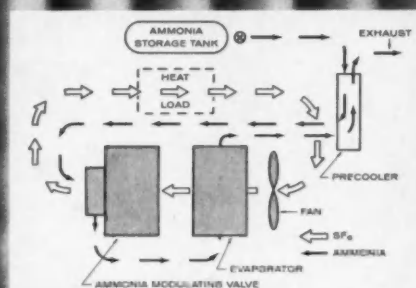 AMMONIA
STORAGE TANK
EXHAUST
HEAT
LOAD
PRECOOLER
FAN
SF₆
AMMONIA
EVAPORATOR
AMMONIA MODULATING VALVE